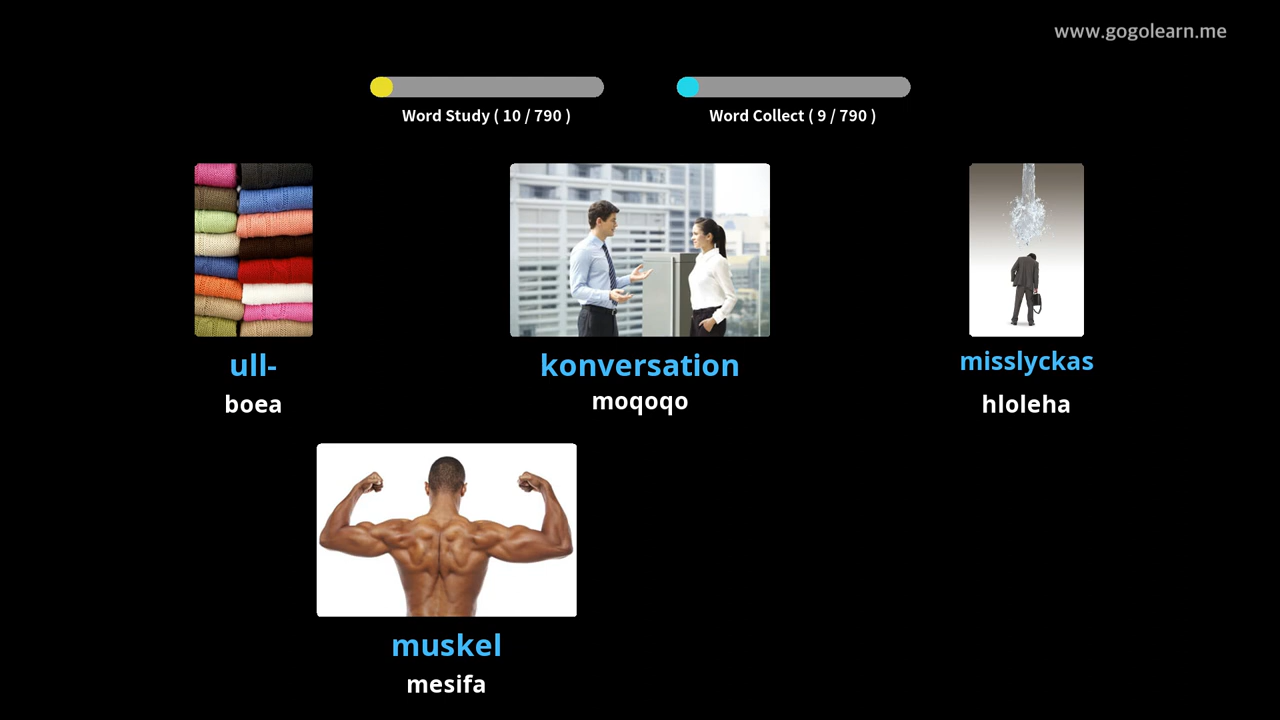 www.gogolearn.me
Word Study ( 10 / 790 )
Word Collect ( 9 / 790 )
ull-
boea
konversation
moqoqo
misslyckas
hloleha
muskel
mesifa